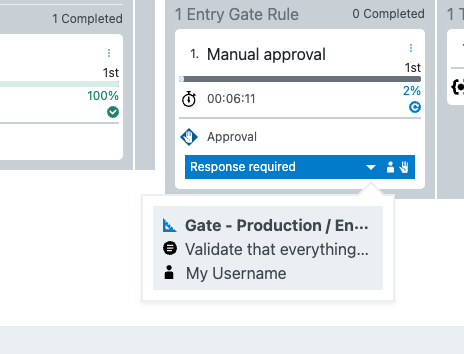 1 Completed
1st
100%
1 Entry Gate Rule
0 Completed
1. Manual approval
1st
2%
00:06:11
Approval
Response required
Gate - Production / En...
Validate that everything...
My Username
1